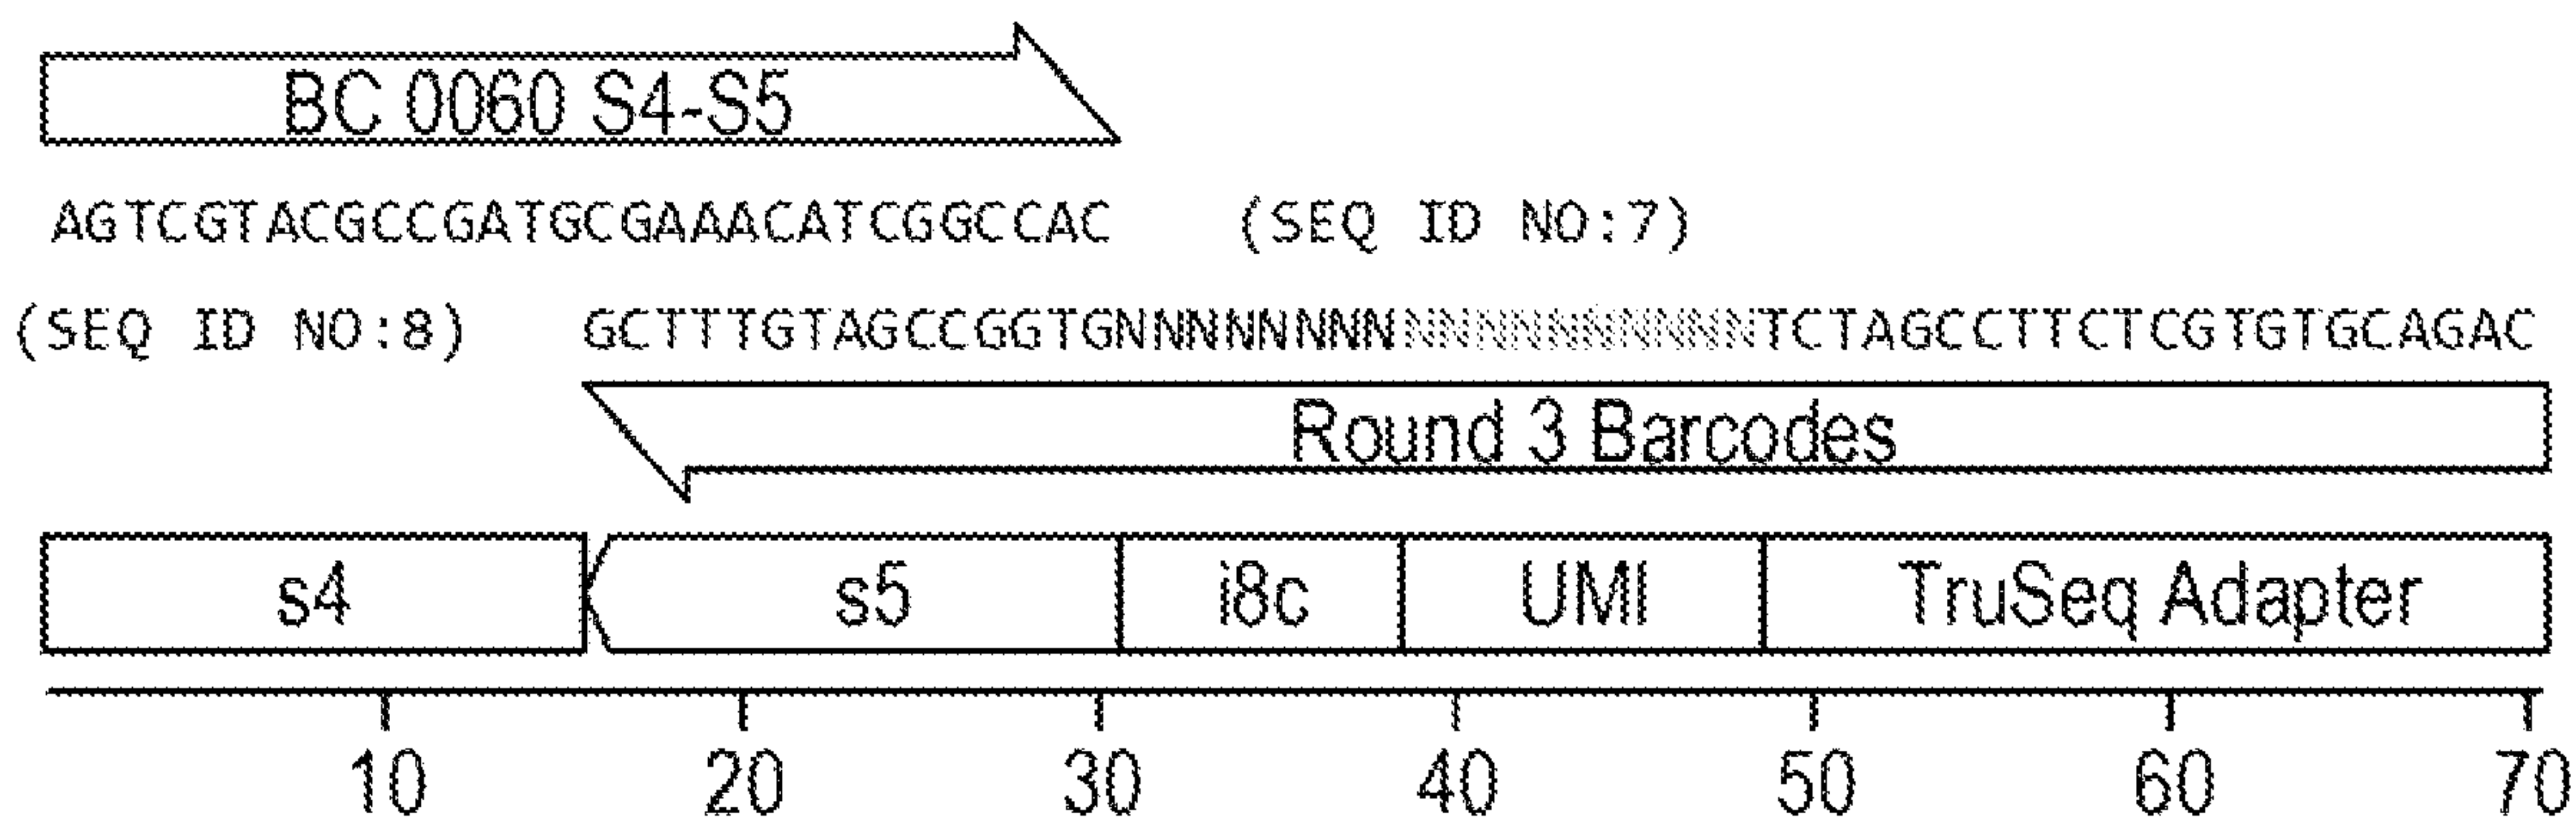 BC 0060 S4-S5
AGTCGTACGCCGATGCGAAACATCGGCCAC (SEQ ID NO:7)
(SEQ ID NO:8) GCTTTGTAGCCGGTGNNNNNNNNNNNNNNNNNNTCTAGCCTTCTCGTGTGCAGAC
Round 3 Barcodes
s4 s5 i8c UMI TruSeq Adapter
10 20 30 40 50 60 70